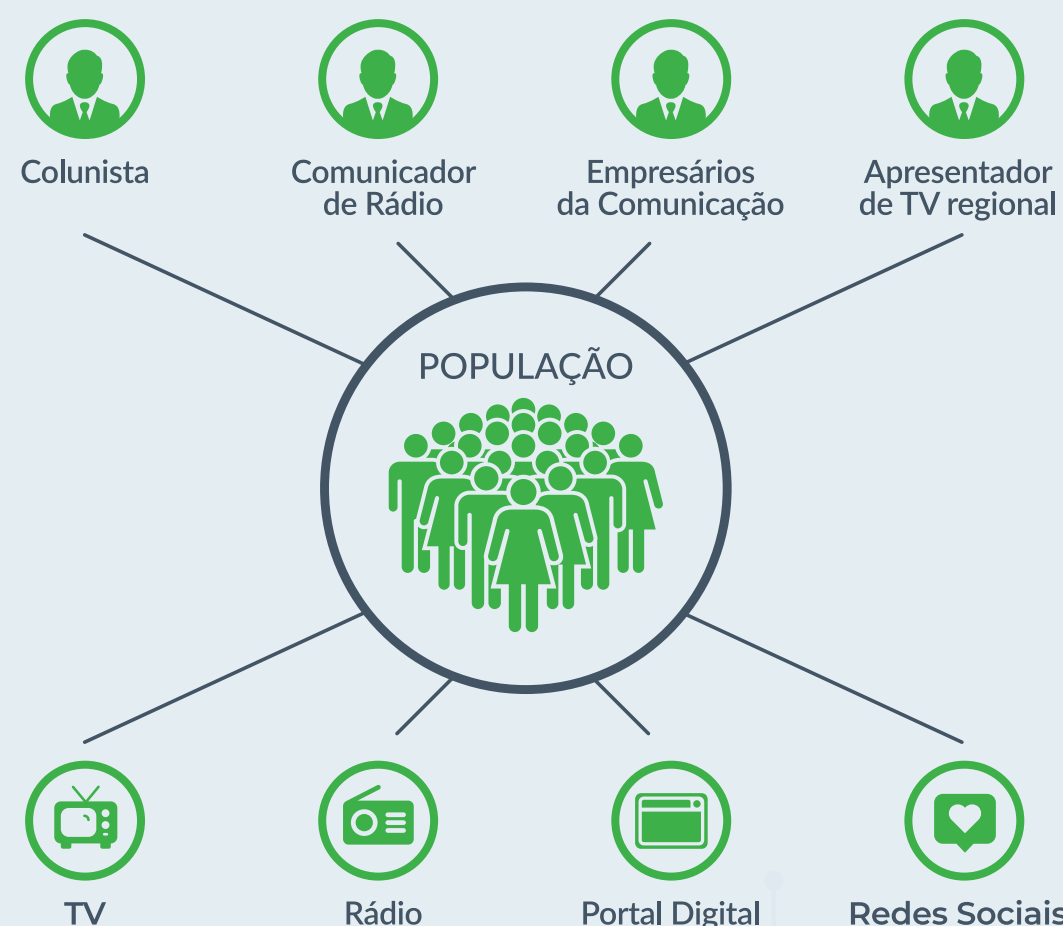 Colunista
Comunicador
de Rádio
Empresários
da Comunicação
Apresentador
de TV regional
POPULAÇÃO
TV
Rádio
Portal Digital
Redes Sociais